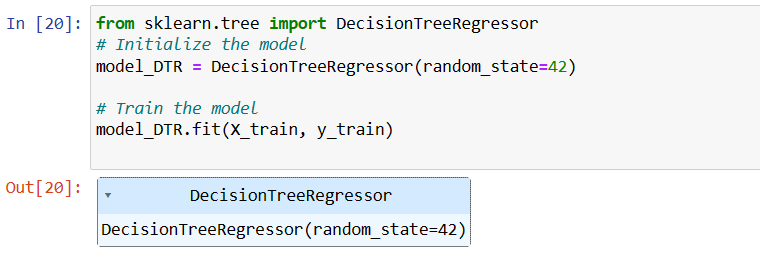 In [20]: from sklearn.tree import DecisionTreeRegressor
# Initialize the model
model_DTR = DecisionTreeRegressor(random_state=42)
# Train the model
model_DTR.fit(X_train, y_train)
Out[20]: DecisionTreeRegressor
DecisionTreeRegressor(random_state=42)